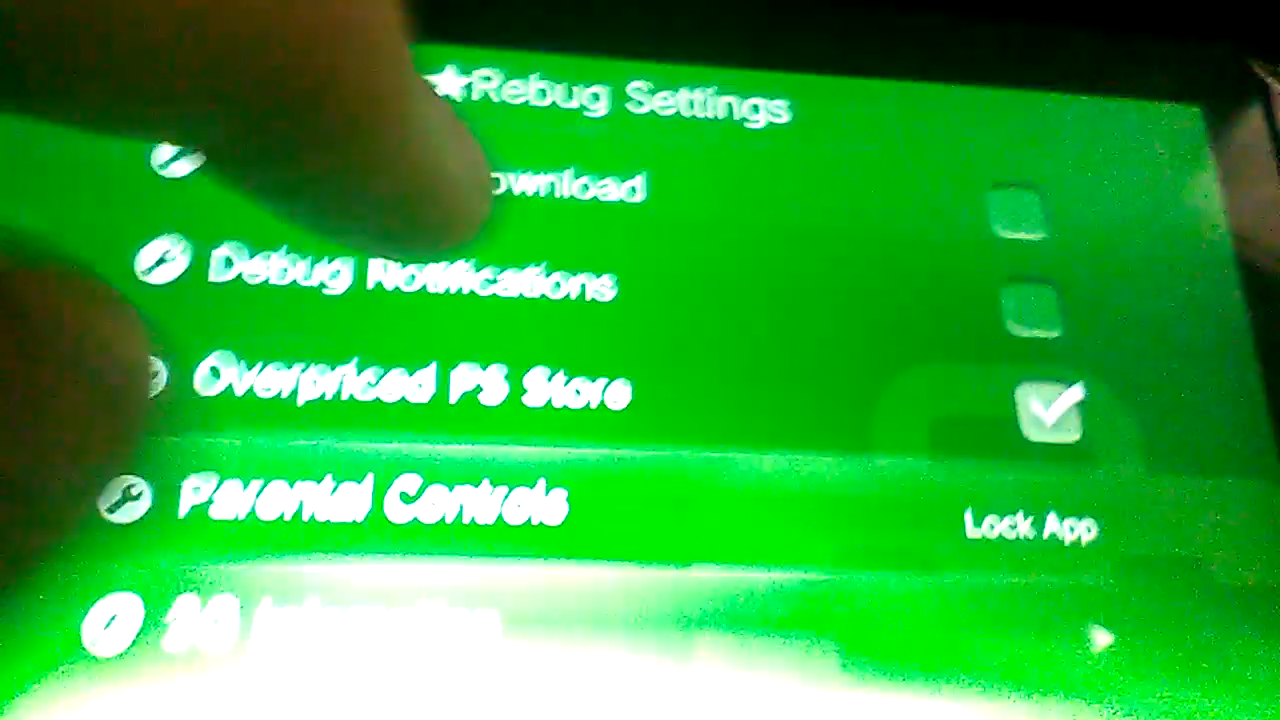 ★Rebug Settings
ownload
Debug Notifications
Overpriced PS Store
Parental Controls
Lock App